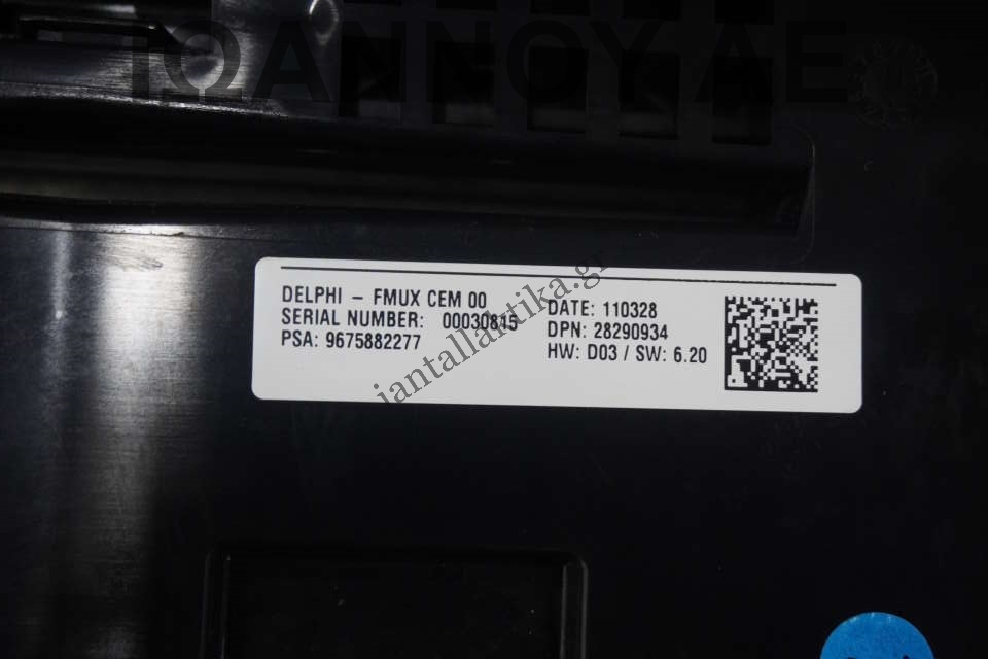 ΙΩΑΝΝΟΥ ΑΕ
DELPHI - FMUX CEM 00
SERIAL NUMBER: 00030815
PSA: 9675882277
DATE: 110328
DPN: 28290934
HW: D03 / SW: 6.20
iantallaktika.gr